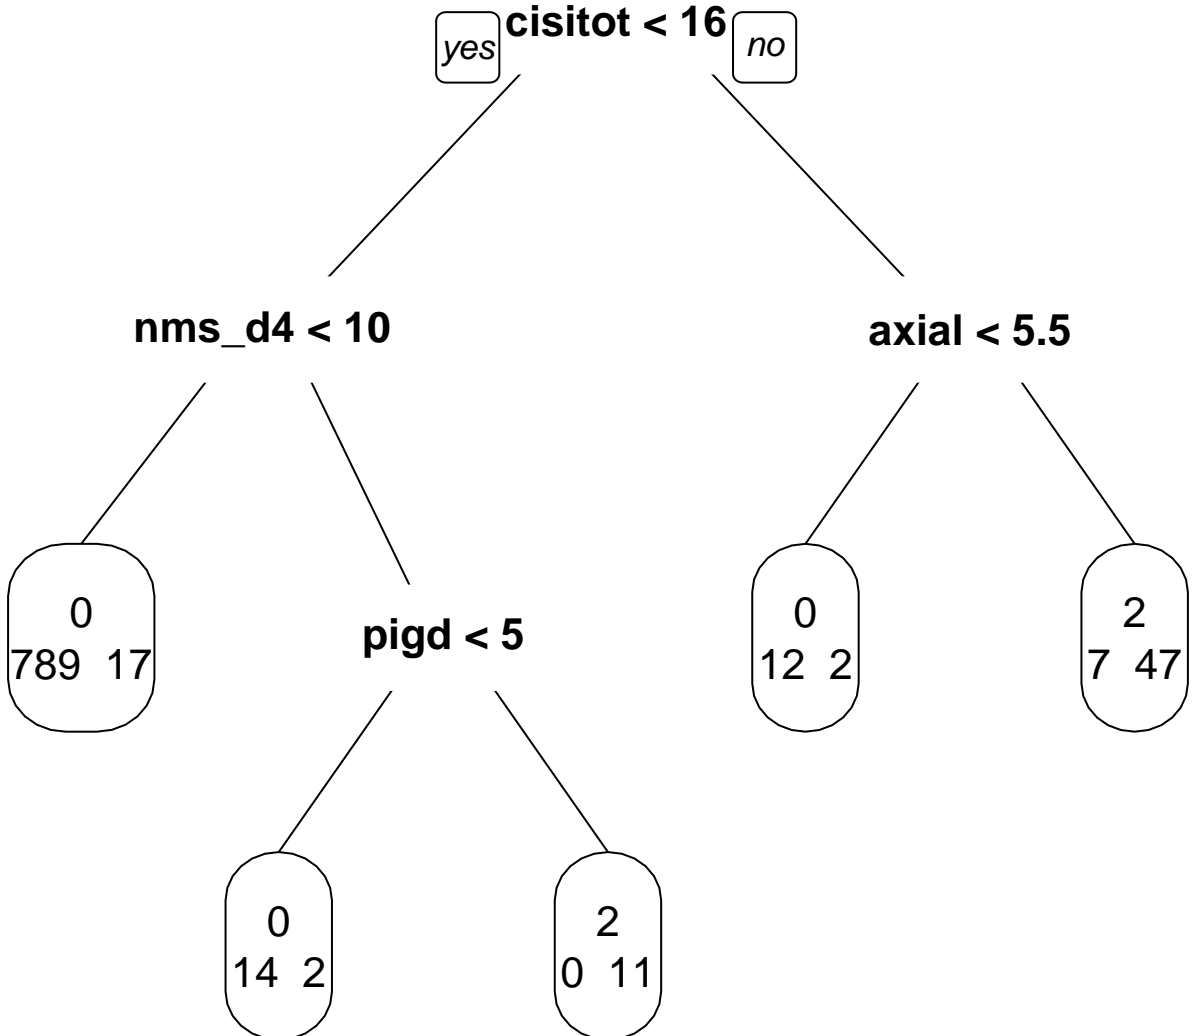 cisitot < 16
yes
no
nms_d4 < 10
axial < 5.5
0
789 17
pigd < 5
0
12 2
2
7 47
0
14 2
2
0 11